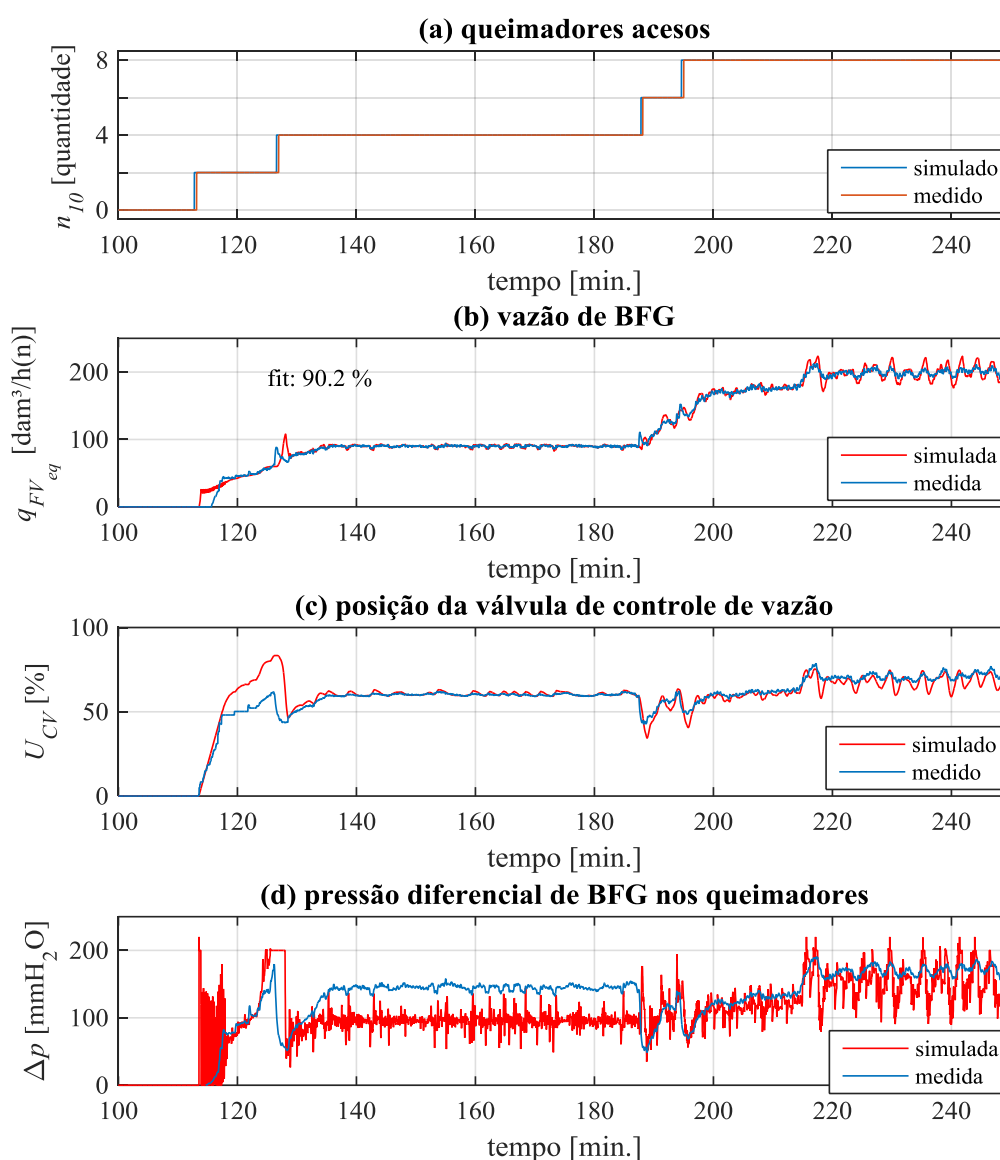 (a) queimadores acesos
n10 [quantidade]
8
4
0
simulado
medido
100 120 140 160 180 200 220 240
tempo [min.]
(b) vazão de BFG
qFVeq [dam³/h(n)]
200
100
0
fit: 90.2 %
simulada
medida
100 120 140 160 180 200 220 240
tempo [min.]
(c) posição da válvula de controle de vazão
UCV [%]
100
50
0
simulado
medido
100 120 140 160 180 200 220 240
tempo [min.]
(d) pressão diferencial de BFG nos queimadores
Δp [mmH2O]
200
100
0
simulada
medida
100 120 140 160 180 200 220 240
tempo [min.]